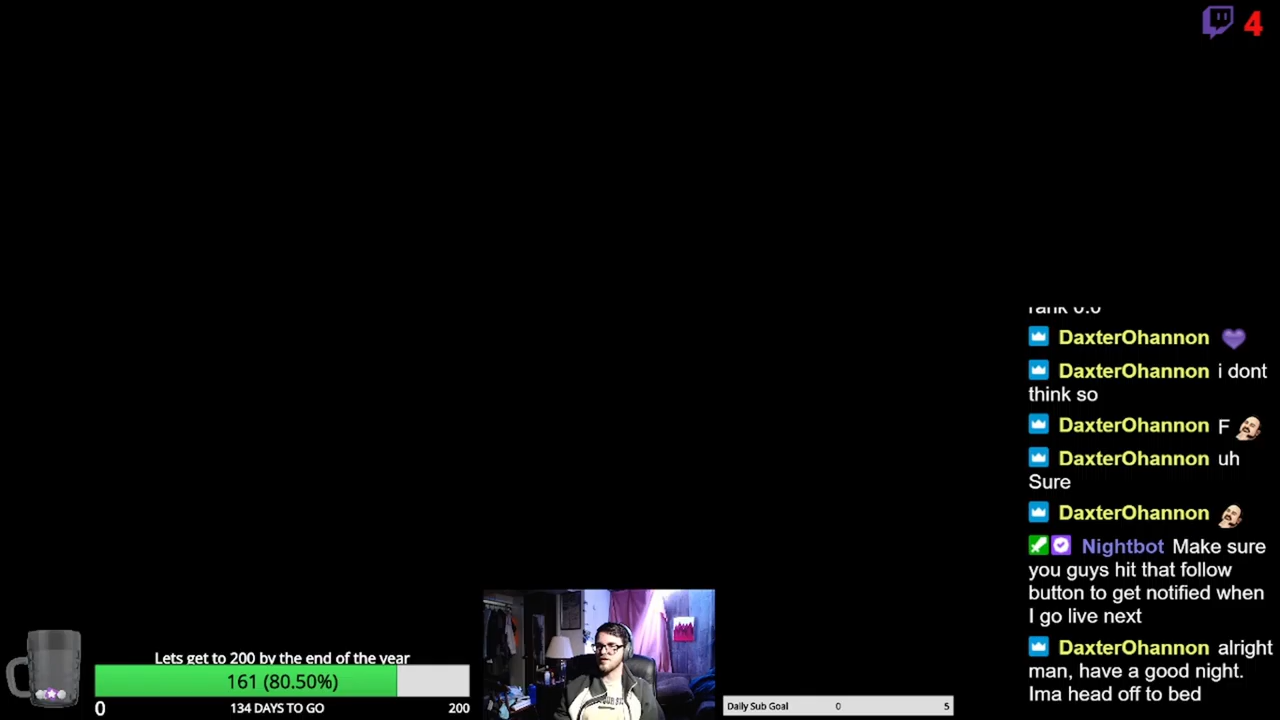 4
DaxterOhannon
DaxterOhannon i dont
think so
DaxterOhannon F
DaxterOhannon uh
Sure
DaxterOhannon
Nightbot Make sure
you guys hit that follow
button to get notified when
I go live next
DaxterOhannon alright
man, have a good night.
Ima head off to bed
Lets get to 200 by the end of the year
161 (80.50%)
0 134 DAYS TO GO 200
Daily Sub Goal 0 5